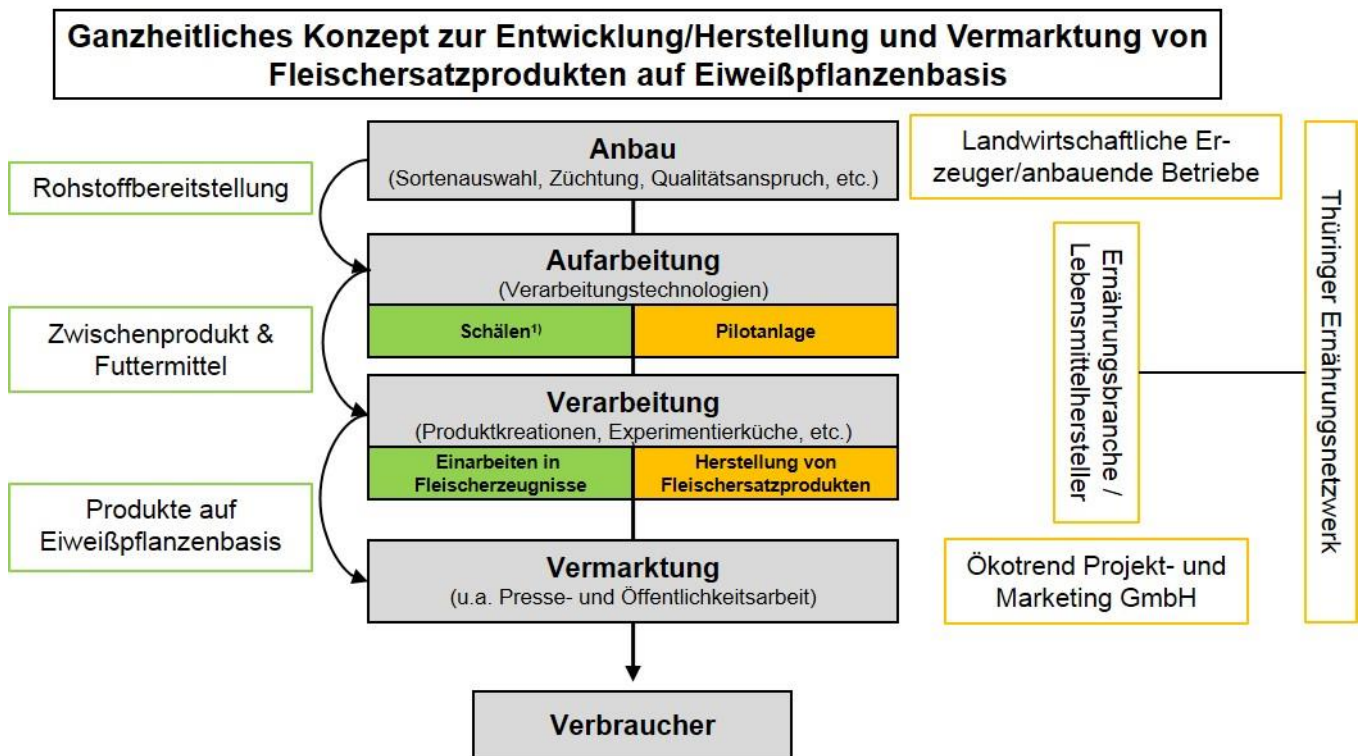 Ganzheitliches Konzept zur Entwicklung/Herstellung und Vermarktung von
Fleischersatzprodukten auf Eiweißpflanzenbasis
Anbau
(Sortenauswahl, Züchtung, Qualitätsanspruch, etc.)
Landwirtschaftliche Er-
zeuger/anbauende Betriebe
Rohstoffbereitstellung
Aufarbeitung
(Verarbeitungstechnologien)
Schälen¹⁾
Pilotanlage
Zwischenprodukt &
Futtermittel
Verarbeitung
(Produktkreationen, Experimentierküche, etc.)
Einarbeiten in
Fleischerzeugnisse
Herstellung von
Fleischersatzprodukten
Ernährungsbranche /
Lebensmittelhersteller
Thüringer Ernährungsnetzwerk
Produkte auf
Eiweißpflanzenbasis
Vermarktung
(u.a. Presse- und Öffentlichkeitsarbeit)
Ökotrend Projekt- und
Marketing GmbH
Verbraucher